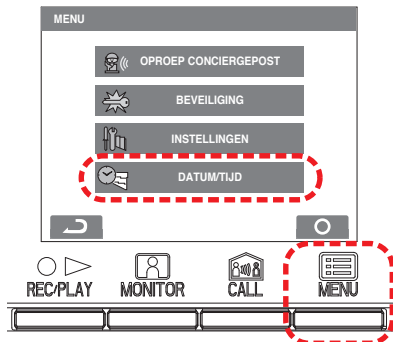 MENU
OPROEP CONCIERGEPOST
BEVEILIGING
INSTELLINGEN
DATUM/TIJD
REC/PLAY MONITOR CALL MENU